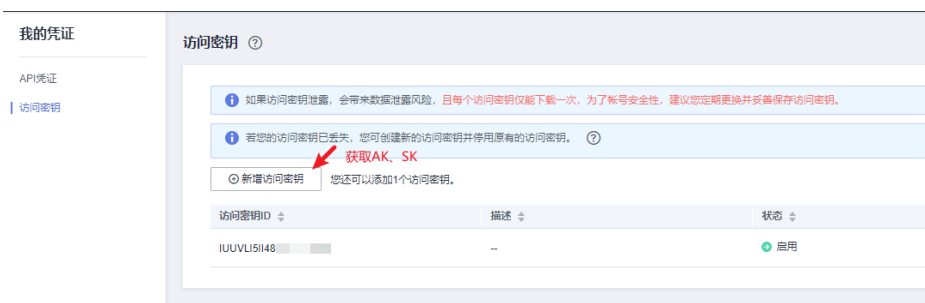 我的凭证
API凭证
访问密钥
访问密钥
如果访问密钥泄露，会带来数据泄露风险，且每个访问密钥仅能下载一次，为了帐号安全性，建议您定期更换并妥善保存访问密钥。
若您的访问密钥已丢失，您可创建新的访问密钥并停用原有的访问密钥。
获取AK、SK
新增访问密钥 您还可以添加1个访问密钥。
访问密钥ID 描述 状态
IUUVLI5II48 -- 启用